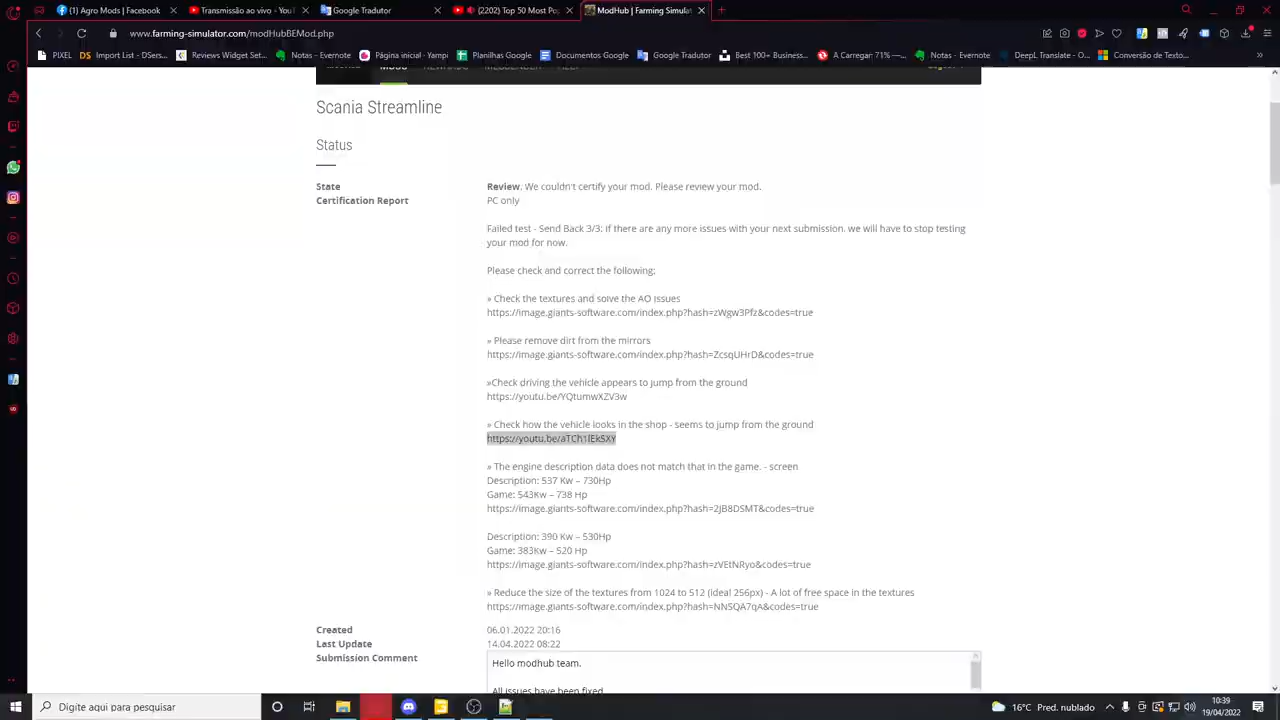 (1) Agro Mods | Facebook
Transmissão ao vivo - You
(2202) Top 50 Mods
ModHub | Farming Simulat
www.farming-simulator.com/modHubBEMod.php
PIXEL
Import List - DSers...
Reviews Widget Set...
Notas - Evernote
Página inicial - Yampi
Planilhas Google
Documentos Google
Google Tradutor
Best 100+ Business...
A Carregar: 71% —...
Notas - Evernote
DeepL Translate - O...
Conversão de Texto...
Scania Streamline
Status
State
Review. We couldn't certify your mod. Please review your mod.
Certification Report
PC only
Failed test - Send Back 3/3: if there are any more issues with your next submission. we will have to stop testing
your mod for now.
Please check and correct the following:
» Check the textures and solve the AO issues
https://image.giants-software.com/index.php?hash=zWgw3Pfz&codes=true
» Please remove dirt from the mirrors
https://image.giants-software.com/index.php?hash=ZcsqUHrD&codes=true
»Check driving the vehicle appears to jump from the ground
https://youtu.be/YQtumwXZV3w
» Check how the vehicle looks in the shop - seems to jump from the ground
https://youtu.be/aTCh1lEkSXY
» The engine description data does not match that in the game. - screen
Description: 537 Kw – 730Hp
Game: 543Kw – 738 Hp
https://image.giants-software.com/index.php?hash=2JB8DSMT&codes=true
Description: 390 Kw – 530Hp
Game: 383Kw – 520 Hp
https://image.giants-software.com/index.php?hash=zVEtNRyo&codes=true
» Reduce the size of the textures from 1024 to 512 (ideal 256px) - A lot of free space in the textures
https://image.giants-software.com/index.php?hash=NNSQA7qA&codes=true
Created
06.01.2022 20:16
Last Update
14.04.2022 08:22
Submission Comment
Hello modhub team.
All issues have been fixed
Digite aqui para pesquisar
16°C Pred. nublado
10:39
19/04/2022